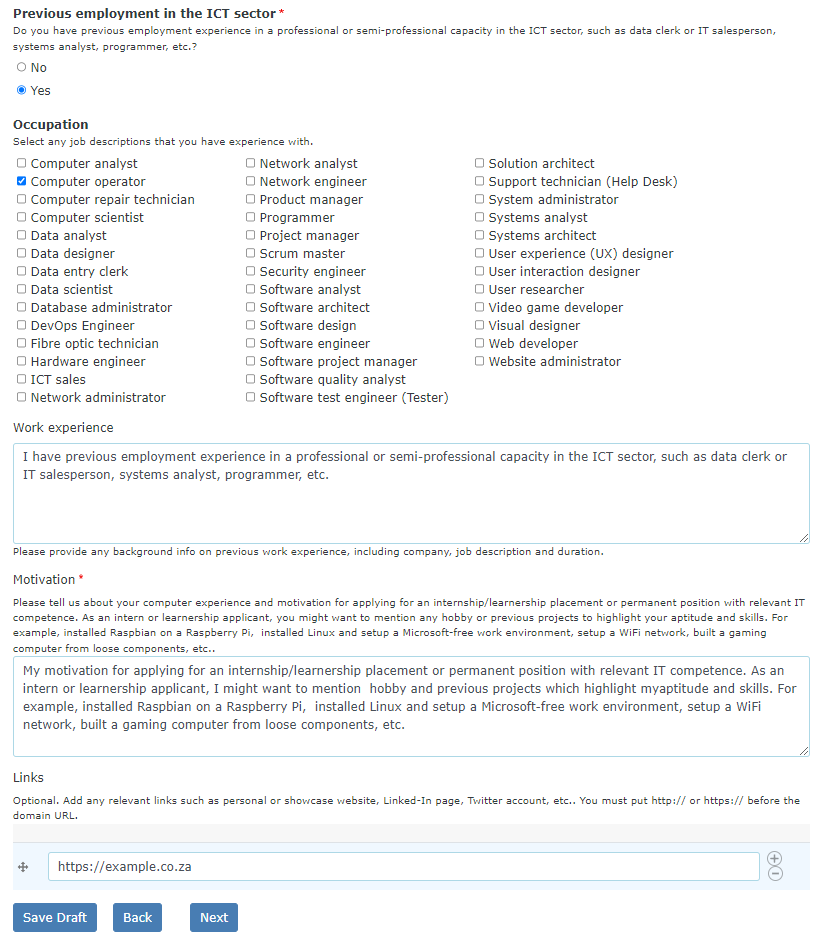 Previous employment in the ICT sector *
Do you have previous employment experience in a professional or semi-professional capacity in the ICT sector, such as data clerk or IT salesperson,
systems analyst, programmer, etc.?
No
Yes
Occupation
Select any job descriptions that you have experience with.
Computer analyst
Computer operator
Computer repair technician
Computer scientist
Data analyst
Data designer
Data entry clerk
Data scientist
Database administrator
DevOps Engineer
Fibre optic technician
Hardware engineer
ICT sales
Network administrator
Network analyst
Network engineer
Product manager
Programmer
Project manager
Scrum master
Security engineer
Software analyst
Software architect
Software design
Software engineer
Software project manager
Software quality analyst
Software test engineer (Tester)
Solution architect
Support technician (Help Desk)
System administrator
Systems analyst
Systems architect
User experience (UX) designer
User interaction designer
User researcher
Video game developer
Visual designer
Web developer
Website administrator
Work experience
I have previous employment experience in a professional or semi-professional capacity in the ICT sector, such as data clerk or
IT salesperson, systems analyst, programmer, etc.
Please provide any background info on previous work experience, including company, job description and duration.
Motivation *
Please tell us about your computer experience and motivation for applying for an internship/learnership placement or permanent position with relevant IT
competence. As an intern or learnership applicant, you might want to mention any hobby or previous projects to highlight your aptitude and skills. For
example, installed Raspbian on a Raspberry Pi,  installed Linux and setup a Microsoft-free work environment, setup a WiFi network, built a gaming
computer from loose components, etc..
My motivation for applying for an internship/learnership placement or permanent position with relevant IT competence. As an
intern or learnership applicant, I might want to mention  hobby and previous projects which highlight myaptitude and skills. For
example, installed Raspbian on a Raspberry Pi,  installed Linux and setup a Microsoft-free work environment, setup a WiFi
network, built a gaming computer from loose components, etc.
Links
Optional. Add any relevant links such as personal or showcase website, Linked-In page, Twitter account, etc.. You must put http:// or https:// before the
domain URL.
https://example.co.za
Save Draft
Back
Next